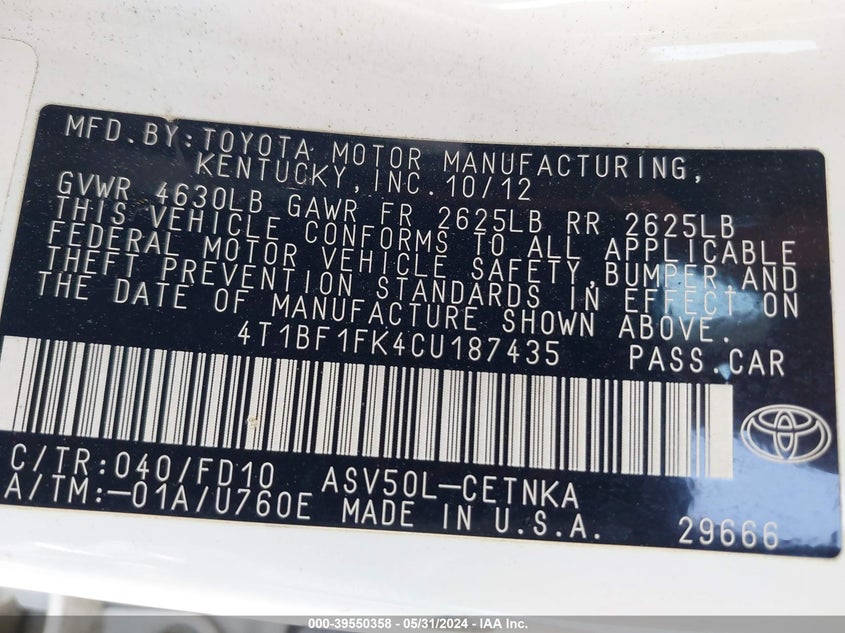 MFD.BY:TOYOTA MOTOR MANUFACTURING,
KENTUCKY,INC.10/12
GVWR 4630LB GAWR FR 2625LB RR 2625LB
THIS VEHICLE CONFORMS TO ALL APPLICABLE
FEDERAL MOTOR VEHICLE SAFETY,BUMPER,AND
THEFT PREVENTION STANDARDS IN EFFECT ON
THE DATE OF MANUFACTURE SHOWN ABOVE.
4T1BF1FK4CU187435 PASS.CAR
C/TR:040/FD10 ASV50L-CETNKA
A/TM:-01A/U760E MADE IN U.S.A. 29666
000-39550358 - 05/31/2024 - IAA Inc.